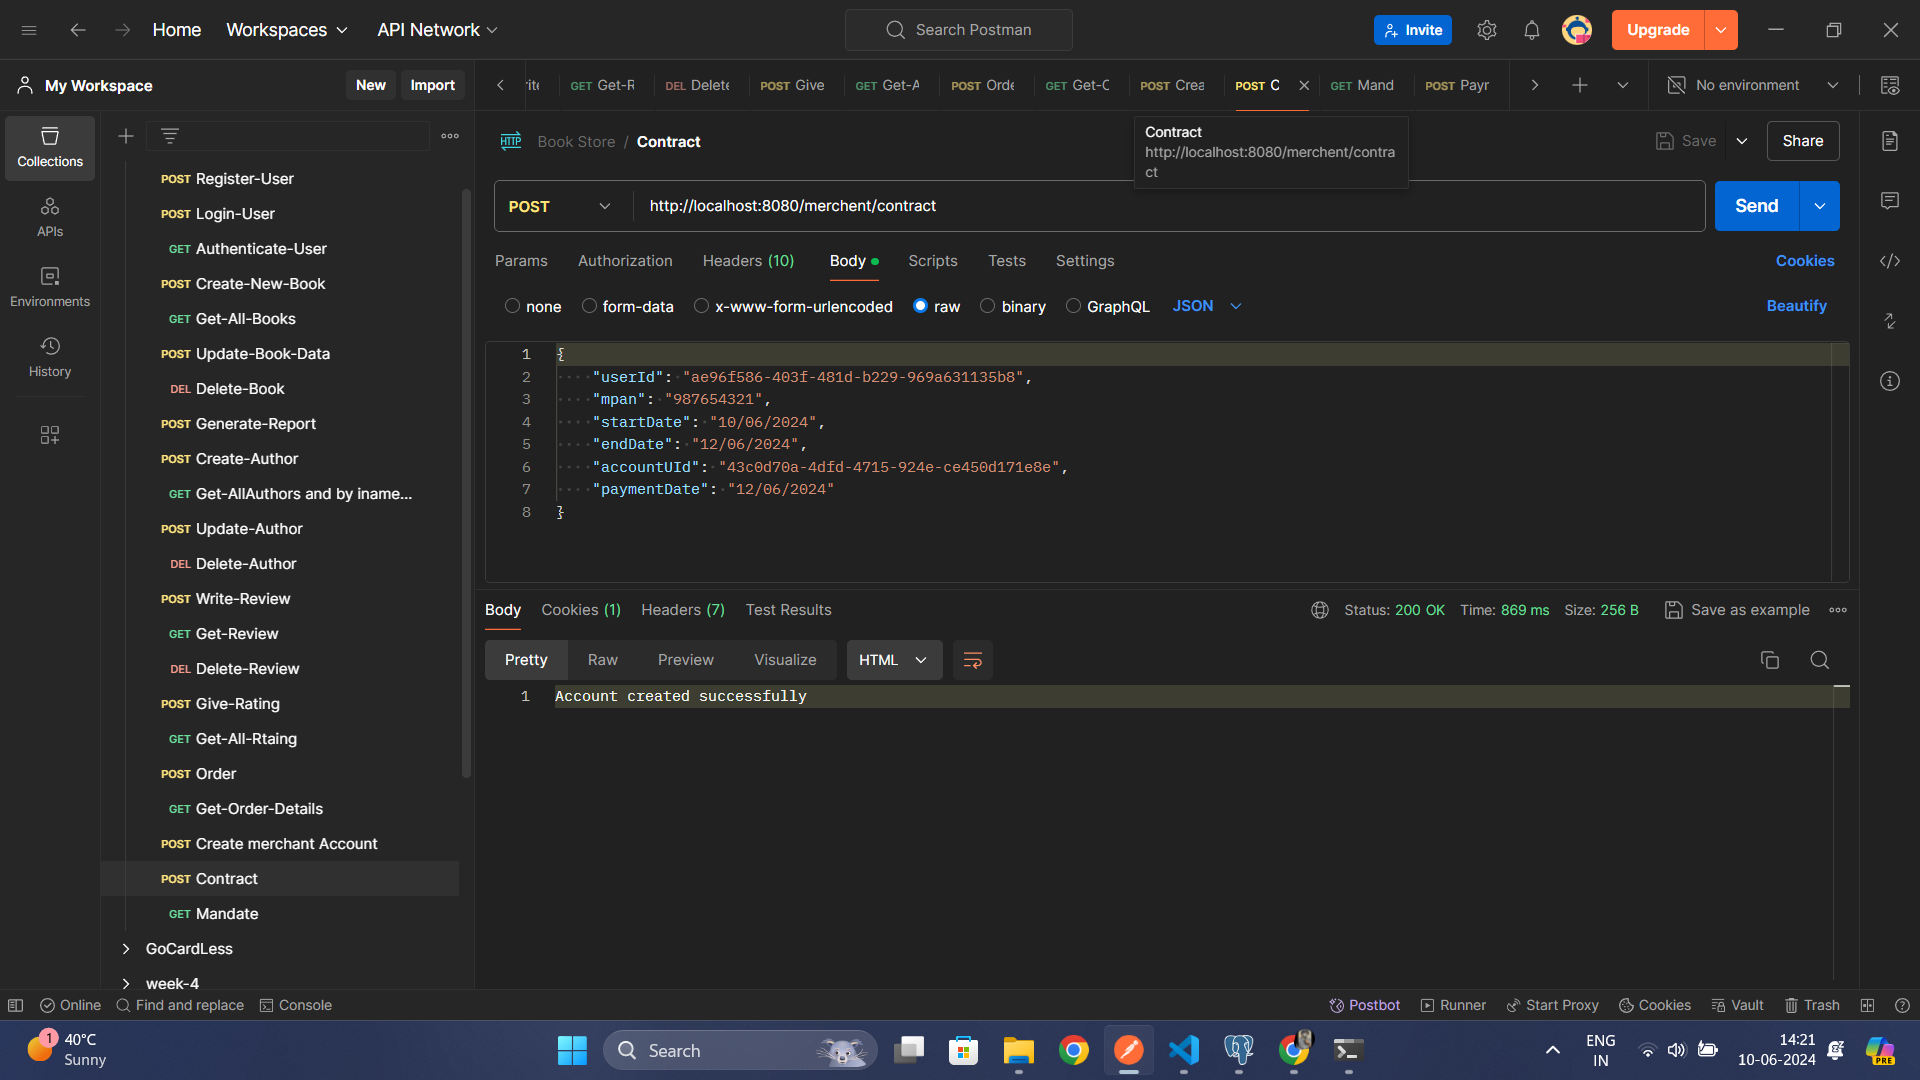 Home
Workspaces
API Network
Search Postman
Invite
Upgrade
My Workspace
New
Import
GET Get-R
DEL Delete
POST Give
GET Get-A
POST Orde
GET Get-O
POST Crea
POST C
GET Mand
POST Payr
No environment
Collections
APIs
Environments
History
POST Register-User
POST Login-User
GET Authenticate-User
POST Create-New-Book
GET Get-All-Books
POST Update-Book-Data
DEL Delete-Book
POST Generate-Report
POST Create-Author
GET Get-AllAuthors and by iname...
POST Update-Author
DEL Delete-Author
POST Write-Review
GET Get-Review
DEL Delete-Review
POST Give-Rating
GET Get-All-Rtaing
POST Order
GET Get-Order-Details
POST Create merchant Account
POST Contract
GET Mandate
GoCardLess
week-4
HTTP Book Store / Contract
Contract
http://localhost:8080/merchent/contra
ct
Save
Share
POST
http://localhost:8080/merchent/contract
Send
Params
Authorization
Headers (10)
Body
Scripts
Tests
Settings
Cookies
none
form-data
x-www-form-urlencoded
raw
binary
GraphQL
JSON
Beautify
1 {
2 "userId": "ae96f586-403f-481d-b229-969a631135b8",
3 "mpan": "987654321",
4 "startDate": "10/06/2024",
5 "endDate": "12/06/2024",
6 "accountUId": "43c0d70a-4dfd-4715-924e-ce450d171e8e",
7 "paymentDate": "12/06/2024"
8 }
Body
Cookies (1)
Headers (7)
Test Results
Status: 200 OK
Time: 869 ms
Size: 256 B
Save as example
Pretty
Raw
Preview
Visualize
HTML
1 Account created successfully
Online
Find and replace
Console
Postbot
Runner
Start Proxy
Cookies
Vault
Trash
1
40°C
Sunny
Search
ENG
IN
14:21
10-06-2024
PRE